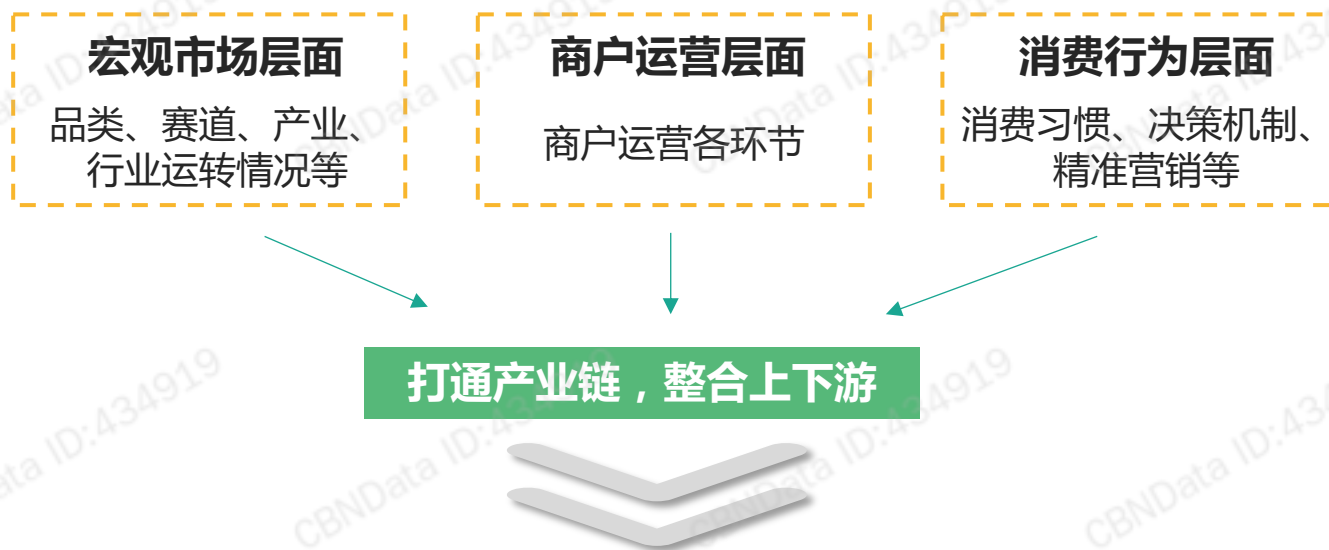 宏观市场层面
品类、赛道、产业、
行业运转情况等
商户运营层面
商户运营各环节
消费行为层面
消费习惯、决策机制、
精准营销等
打通产业链，整合上下游
CBNData ID:434919